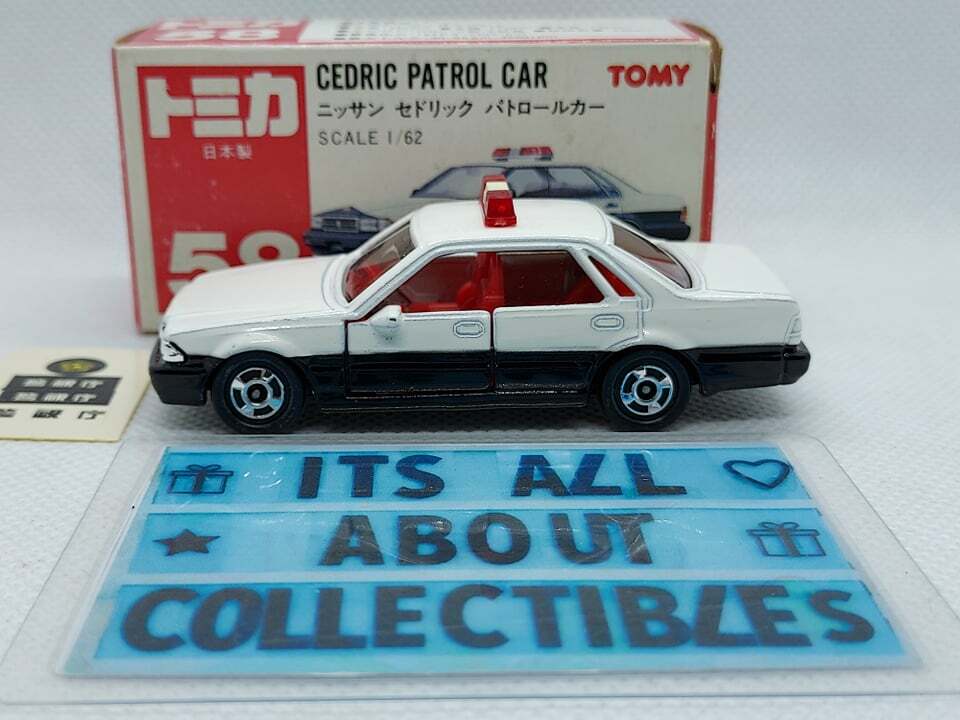 58
トミカ
日本製
58
CEDRIC PATROL CAR
ニッサン セドリック パトロールカー
SCALE 1/62
TOMY
警視庁
警視庁
視庁
ITS ALL
ABOUT
COLLECTIBLES